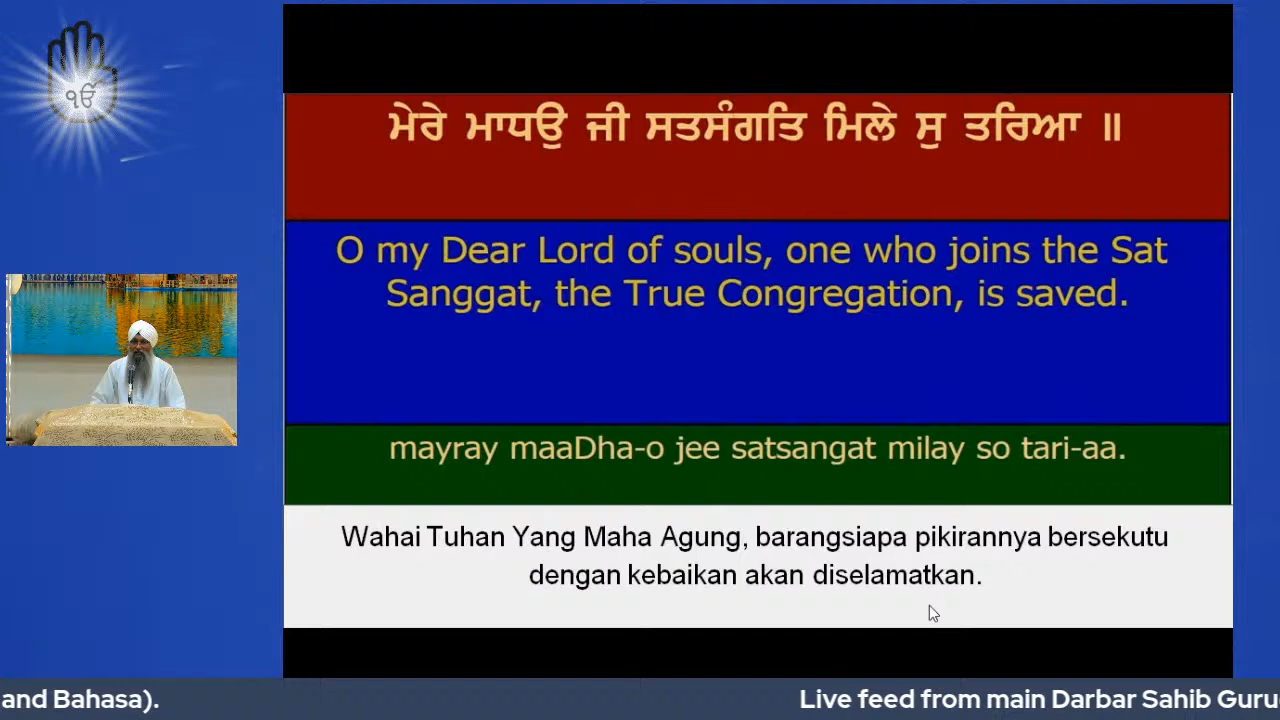 ੴ
ਮੇਰੇ ਮਾਧਉ ਜੀ ਸਤਸੰਗਤਿ ਮਿਲੇ ਸੁ ਤਰਿਆ ॥
O my Dear Lord of souls, one who joins the Sat
Sanggat, the True Congregation, is saved.
mayray maaDha-o jee satsangat milay so tari-aa.
Wahai Tuhan Yang Maha Agung, barangsiapa pikirannya bersekutu
dengan kebaikan akan diselamatkan.
and Bahasa). Live feed from main Darbar Sahib Guru